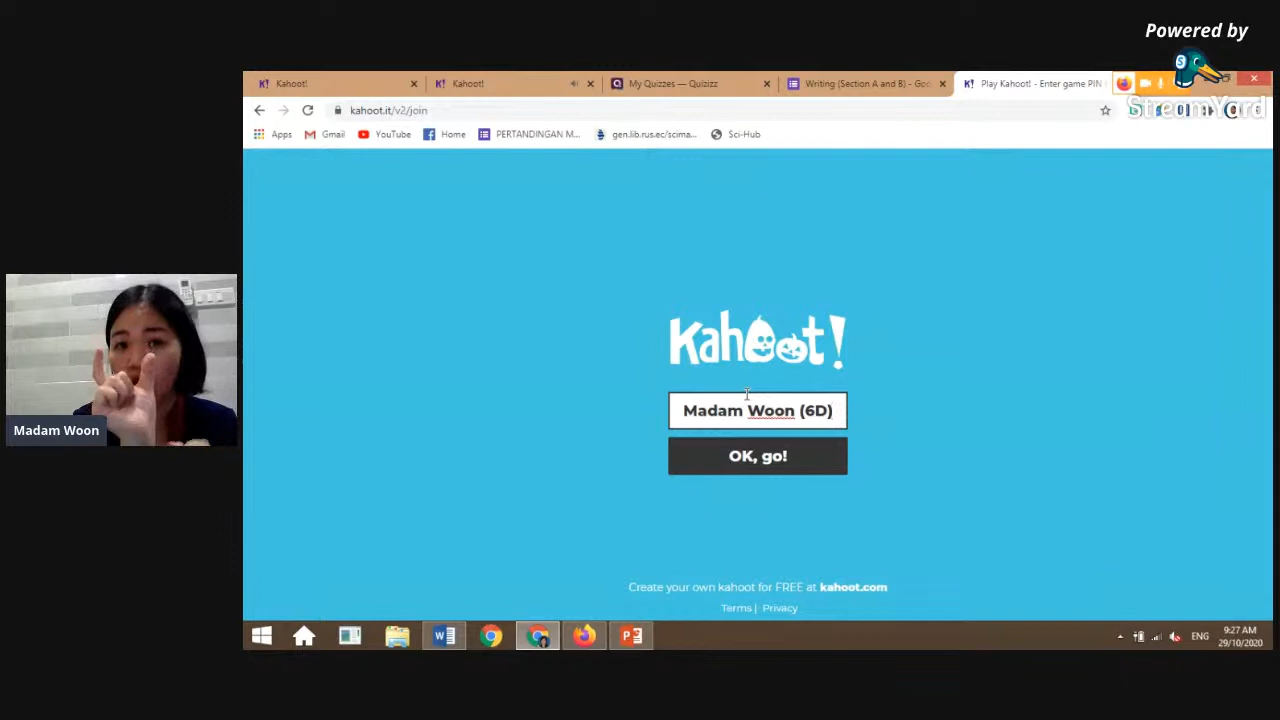 Powered by
StreamYard
Kahoot!
Kahoot!
My Quizzes — Quizizz
Writing (Section A and B) - Goo
Play Kahoot! - Enter game PIN
kahoot.it/v2/join
Apps
Gmail
YouTube
Home
PERTANDINGAN M...
gen.lib.rus.ec/scima...
Sci-Hub
Kahoot!
Madam Woon (6D)
OK, go!
Madam Woon
Create your own kahoot for FREE at kahoot.com
Terms | Privacy
ENG
9:27 AM
29/10/2020